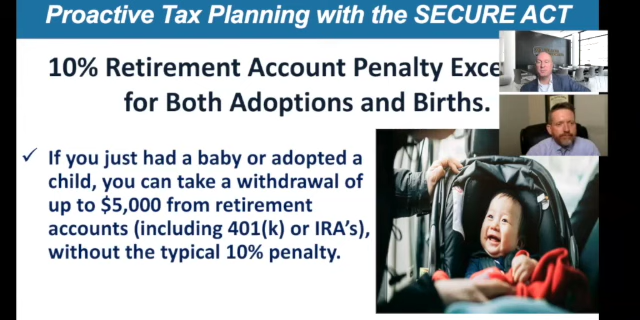 Proactive Tax Planning with the SECURE ACT
10% Retirement Account Penalty Exce
for Both Adoptions and Births.
✓ If you just had a baby or adopted a
child, you can take a withdrawal of
up to $5,000 from retirement
accounts (including 401(k) or IRA's),
without the typical 10% penalty.